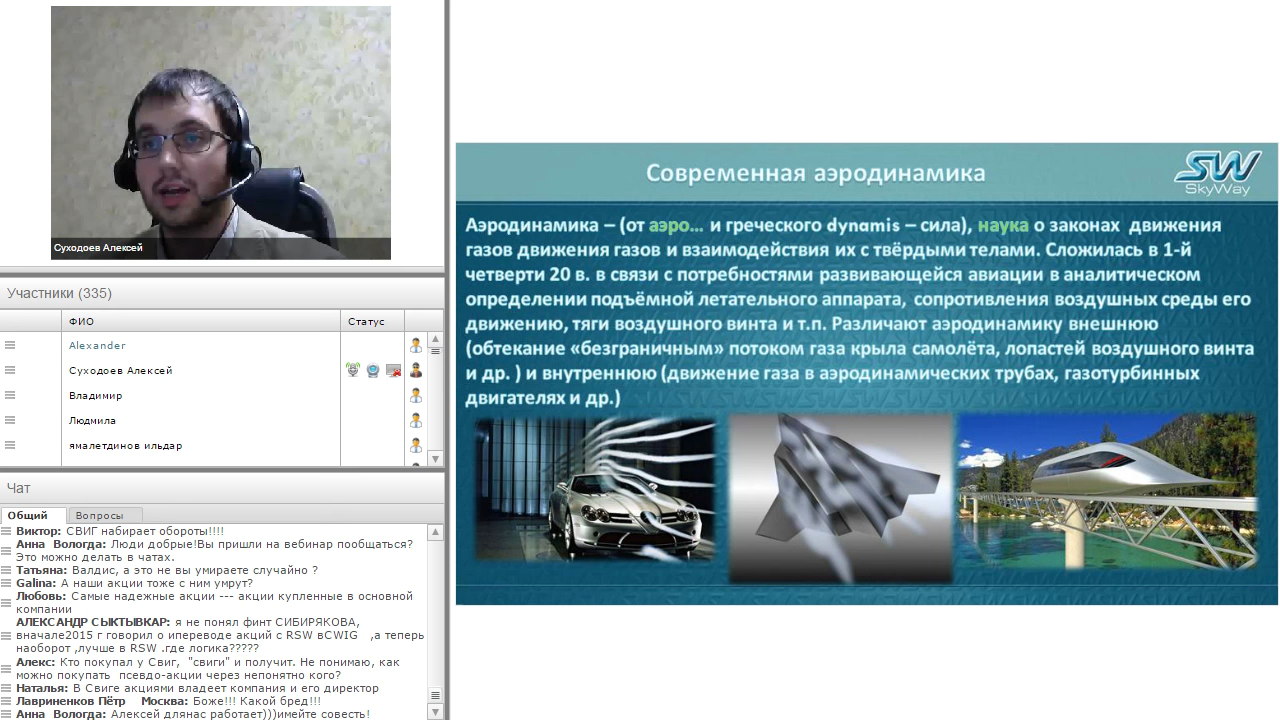 Суходоев Алексей
Участники (335)
ФИО
Статус
Alexander
Суходоев Алексей
Владимир
Людмила
ямалетдинов ильдар
Чат
Общий
Вопросы
Виктор: СВИГ набирает обороты!!!!
Анна Вологда: Люди добрые!Вы пришли на вебинар пообщаться?
Это можно делать в чатах.
Татьяна: Валдис, а это не вы умираете случайно ?
Galina: А наши акции тоже с ним умрут?
Любовь: Самые надежные акции --- акции купленные в основной
компании
АЛЕКСАНДР СЫКТЫВКАР: я не понял финт СИБИРЯКОВА,
вначале2015 г говорил о ипереводе акций с RSW вCWIG ,а теперь
наоборот ,лучше в RSW .где логика?????
Алекс: Кто покупал у Свиг, "свиги" и получит. Не понимаю, как
можно покупать псевдо-акции через непонятно кого?
Наталья: В Свиге акциями владеет компания и его директор
Лавриненков Пётр Москва: Боже!!! Какой бред!!!
Анна Вологда: Алексей длянас работает)))имейте совесть!
Современная аэродинамика
SW
SkyWay
Аэродинамика – (от аэро... и греческого dynamis – сила), наука о законах движения
газов движения газов и взаимодействия их с твёрдыми телами. Сложилась в 1-й
четверти 20 в. в связи с потребностями развивающейся авиации в аналитическом
определении подъёмной летательного аппарата, сопротивления воздушных среды его
движению, тяги воздушного винта и т.п. Различают аэродинамику внешнюю
(обтекание «безграничным» потоком газа крыла самолёта, лопастей воздушного винта
и др. ) и внутреннюю (движение газа в аэродинамических трубах, газотурбинных
двигателях и др.)